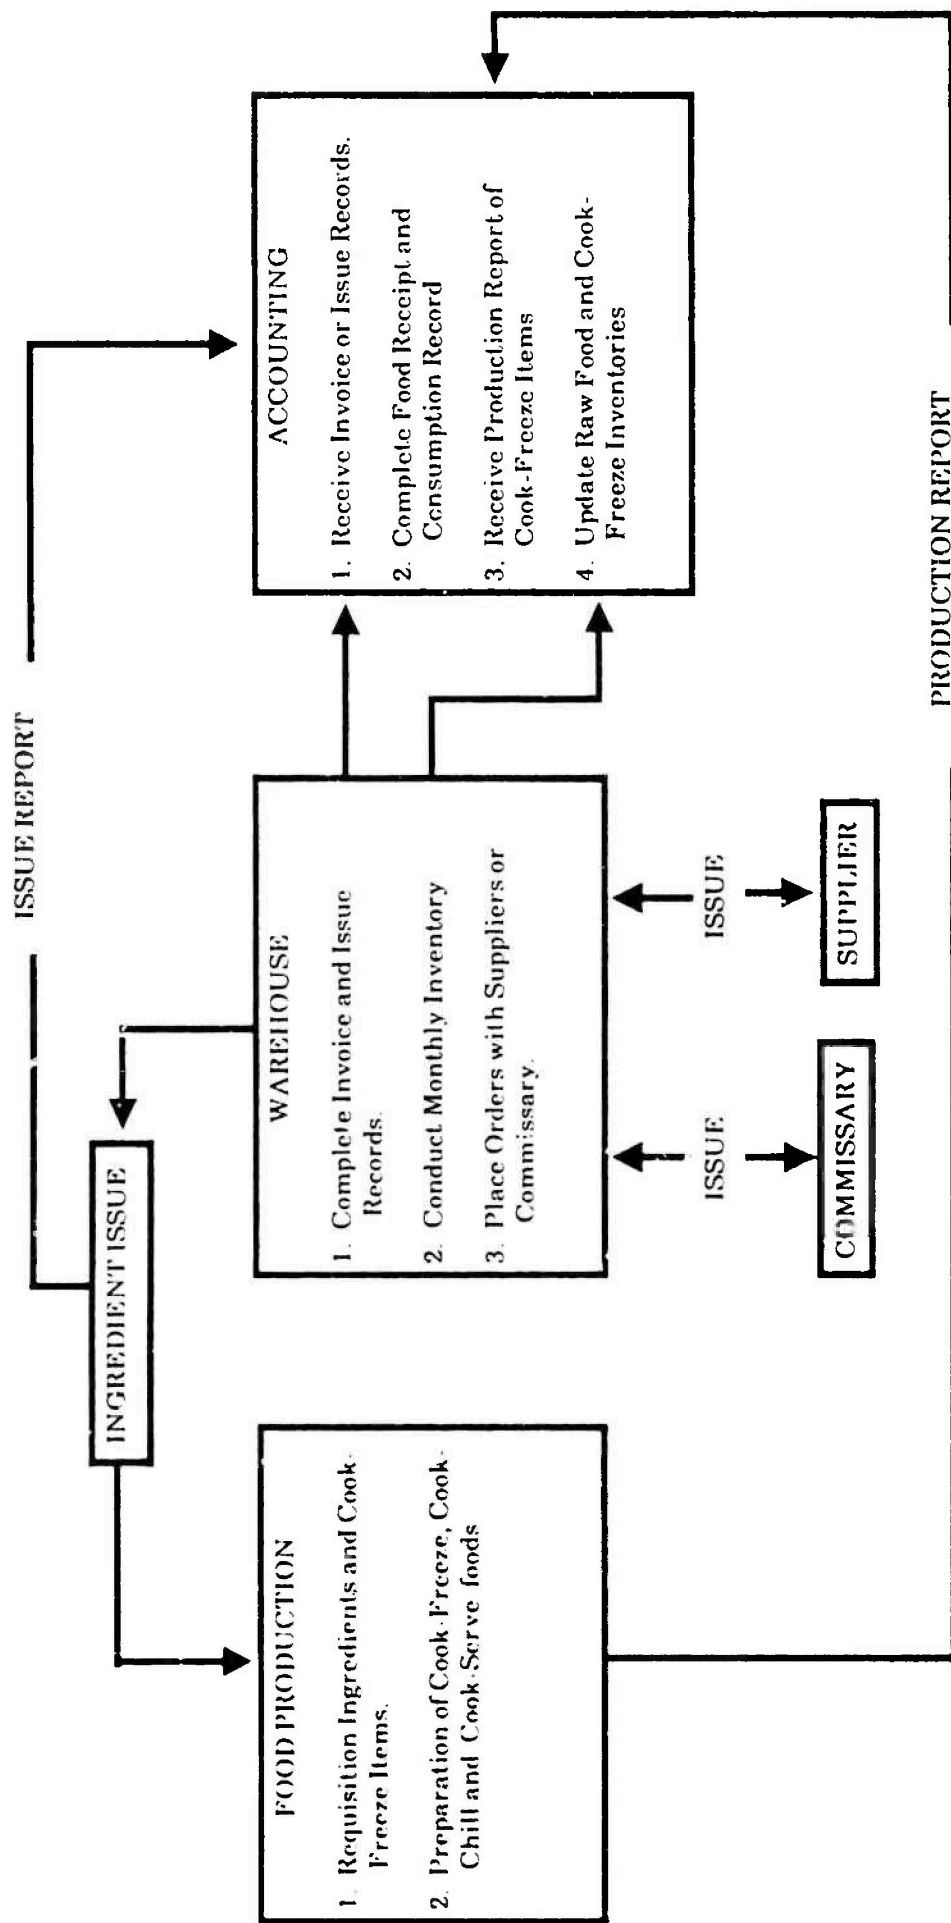 ISSUE REPORT
INGREDIENT ISSUE
FOOD PRODUCTION
1. Requisition Ingredients and Cook-
Freeze Items.
2. Preparation of Cook-Freeze, Cook-
Chill and Cook-Serve foods
WAREHOUSE
1. Complete Invoice and Issue
Records.
2. Conduct Monthly Inventory
3. Place Orders with Suppliers or
Commissary.
ACCOUNTING
1. Receive Invoice or Issue Records.
2. Complete Food Receipt and
Consumption Record
3. Receive Production Report of
Cook-Freeze Items
4. Update Raw Food and Cook-
Freeze Inventories
ISSUE
ISSUE
COMMISSARY
SUPPLIER
PRODUCTION REPORT